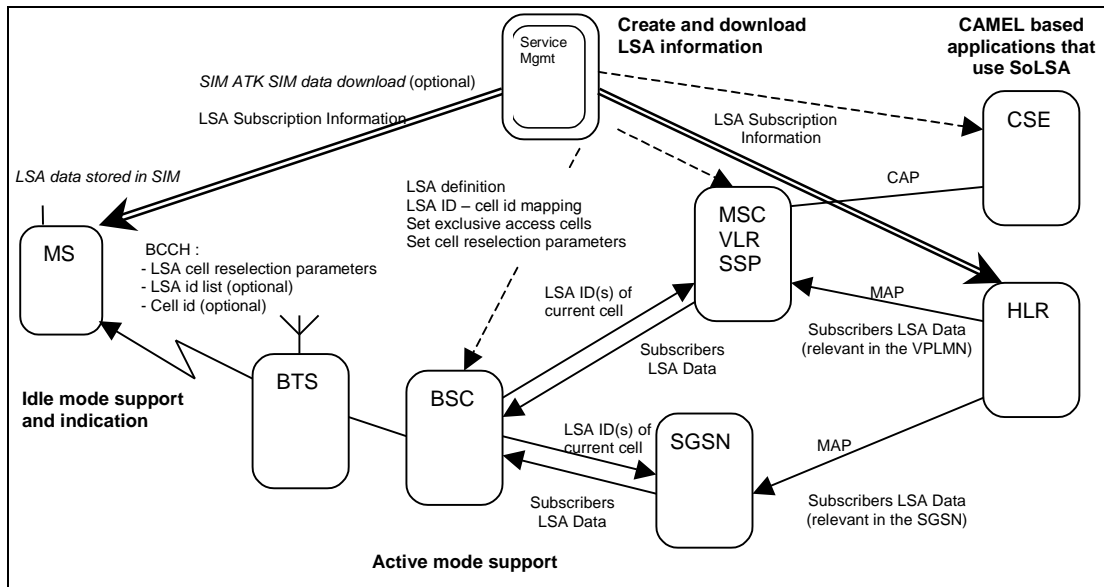 Service
Mgmt
Create and download
LSA information
CAMEL based
applications that
use SoLSA
SIM ATK SIM data download (optional)
LSA Subscription Information
LSA Subscription
Information
CSE
LSA data stored in SIM
CAP
LSA definition
LSA ID – cell id mapping
Set exclusive access cells
Set cell reselection parameters
MSC
VLR
SSP
MS
BCCH :
- LSA cell reselection parameters
- LSA id list (optional)
- Cell id (optional)
LSA ID(s) of
current cell
MAP
HLR
Subscribers LSA Data
(relevant in the VPLMN)
Subscribers
LSA Data
BTS
BSC
Idle mode support
and indication
LSA ID(s) of
current cell
SGSN
MAP
Subscribers
LSA Data
Subscribers LSA Data
(relevant in the SGSN)
Active mode support